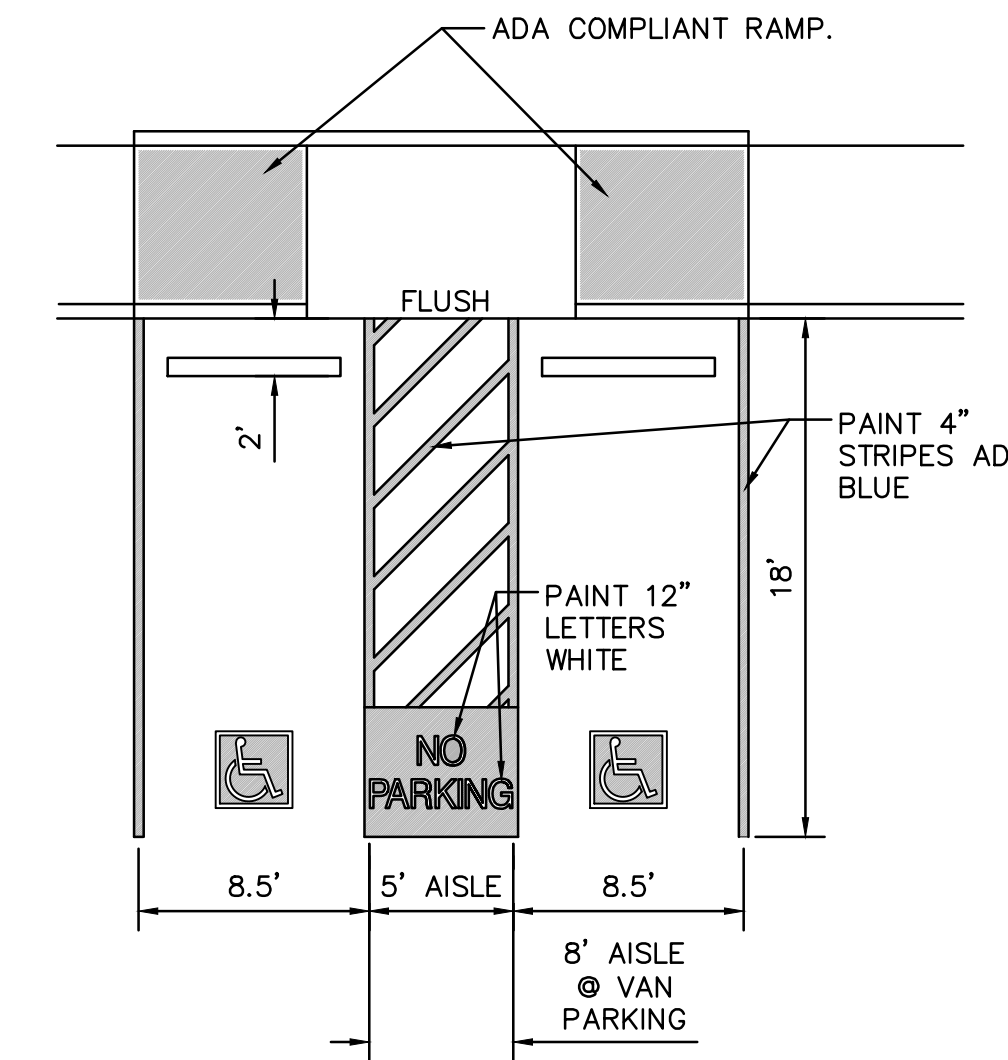 ADA COMPLIANT RAMP.
FLUSH
2'
PAINT 4"
STRIPES AD
BLUE
18'
PAINT 12"
LETTERS
WHITE
NO
PARKING
8.5'
5' AISLE
8.5'
8' AISLE
@ VAN
PARKING